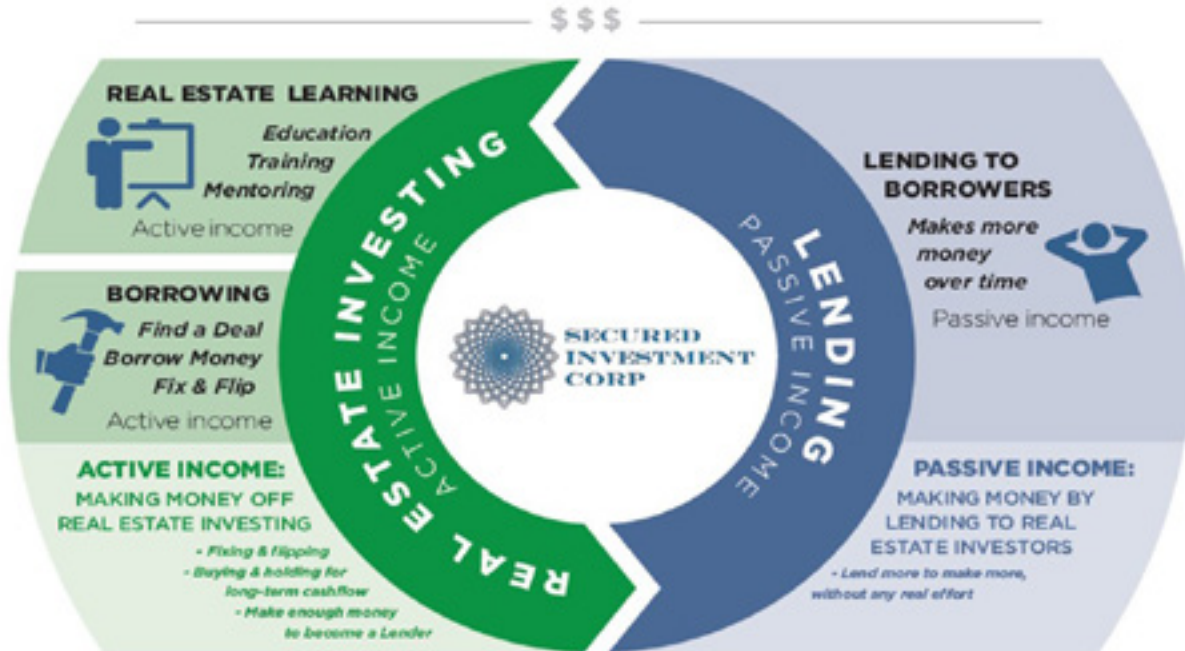 $ $ $
REAL ESTATE LEARNING
Education
Training
Mentoring
Active income
BORROWING
Find a Deal
Borrow Money
Fix & Flip
Active income
ACTIVE INCOME:
MAKING MONEY OFF
REAL ESTATE INVESTING
- Fixing & flipping
- Buying & holding for
long-term cashflow
- Make enough money
to become a Lender
REAL ESTATE INVESTING
ACTIVE INCOME
SECURED
INVESTMENT
CORP
LENDING
PASSIVE INCOME
LENDING TO
BORROWERS
Makes more
money
over time
Passive income
PASSIVE INCOME:
MAKING MONEY BY
LENDING TO REAL
ESTATE INVESTORS
- Lend more to make more,
without any real effort